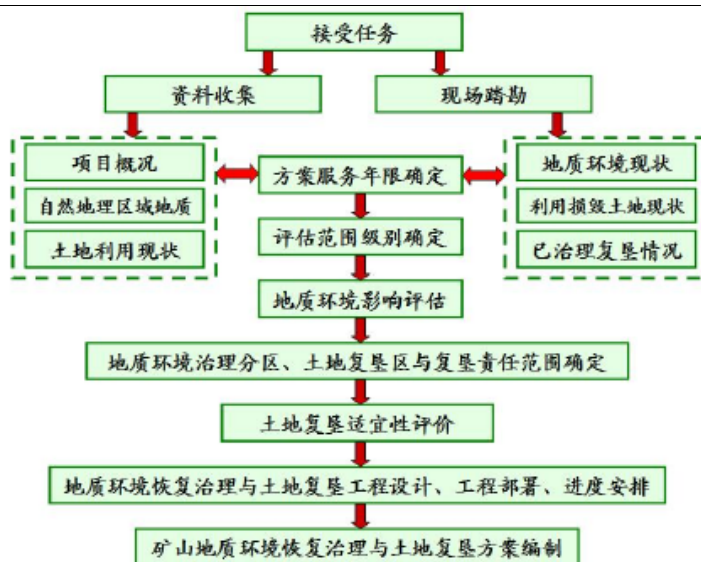 接受任务
资料收集
现场踏勘
项目概况
自然地理区域地质
土地利用现状
方案服务年限确定
地质环境现状
利用损毁土地现状
已治理复垦情况
评估范围级别确定
地质环境影响评估
地质环境治理分区、土地复垦区与复垦责任范围确定
土地复垦适宜性评价
地质环境恢复治理与土地复垦工程设计、工程部署、进度安排
矿山地质环境恢复治理与土地复垦方案编制